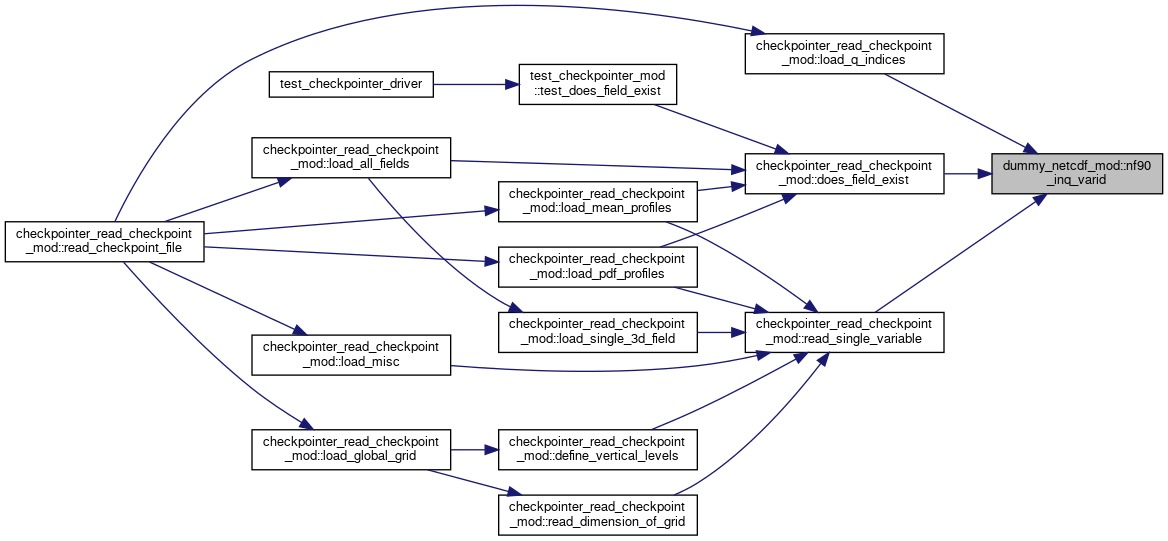 checkpointer_read_checkpoint
_mod::load_q_indices
test_checkpointer_mod
::test_does_field_exist
test_checkpointer_driver
checkpointer_read_checkpoint
_mod::load_all_fields
checkpointer_read_checkpoint
_mod::does_field_exist
dummy_netcdf_mod::nf90
_inq_varid
checkpointer_read_checkpoint
_mod::load_mean_profiles
checkpointer_read_checkpoint
_mod::read_checkpoint_file
checkpointer_read_checkpoint
_mod::load_pdf_profiles
checkpointer_read_checkpoint
_mod::load_single_3d_field
checkpointer_read_checkpoint
_mod::read_single_variable
checkpointer_read_checkpoint
_mod::load_misc
checkpointer_read_checkpoint
_mod::load_global_grid
checkpointer_read_checkpoint
_mod::define_vertical_levels
checkpointer_read_checkpoint
_mod::read_dimension_of_grid